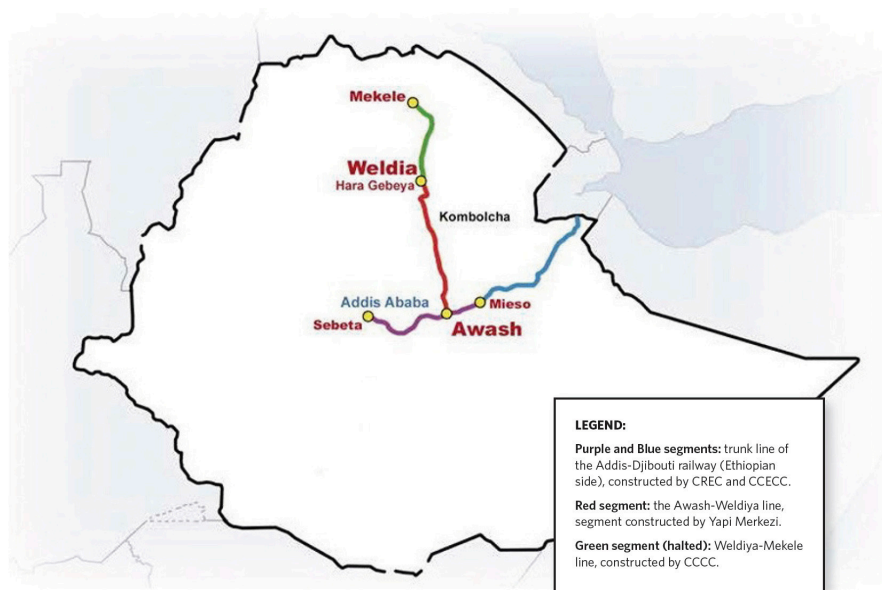 Mekele
Weldia
Hara Gebeya
Kombolcha
Addis Ababa
Mieso
Sebeta
Awash
LEGEND:
Purple and Blue segments: trunk line of
the Addis-Djibouti railway (Ethiopian
side), constructed by CREC and CCECC.
Red segment: the Awash-Weldiya line,
segment constructed by Yapi Merkezi.
Green segment (halted): Weldiya-Mekele
line, constructed by CCCC.